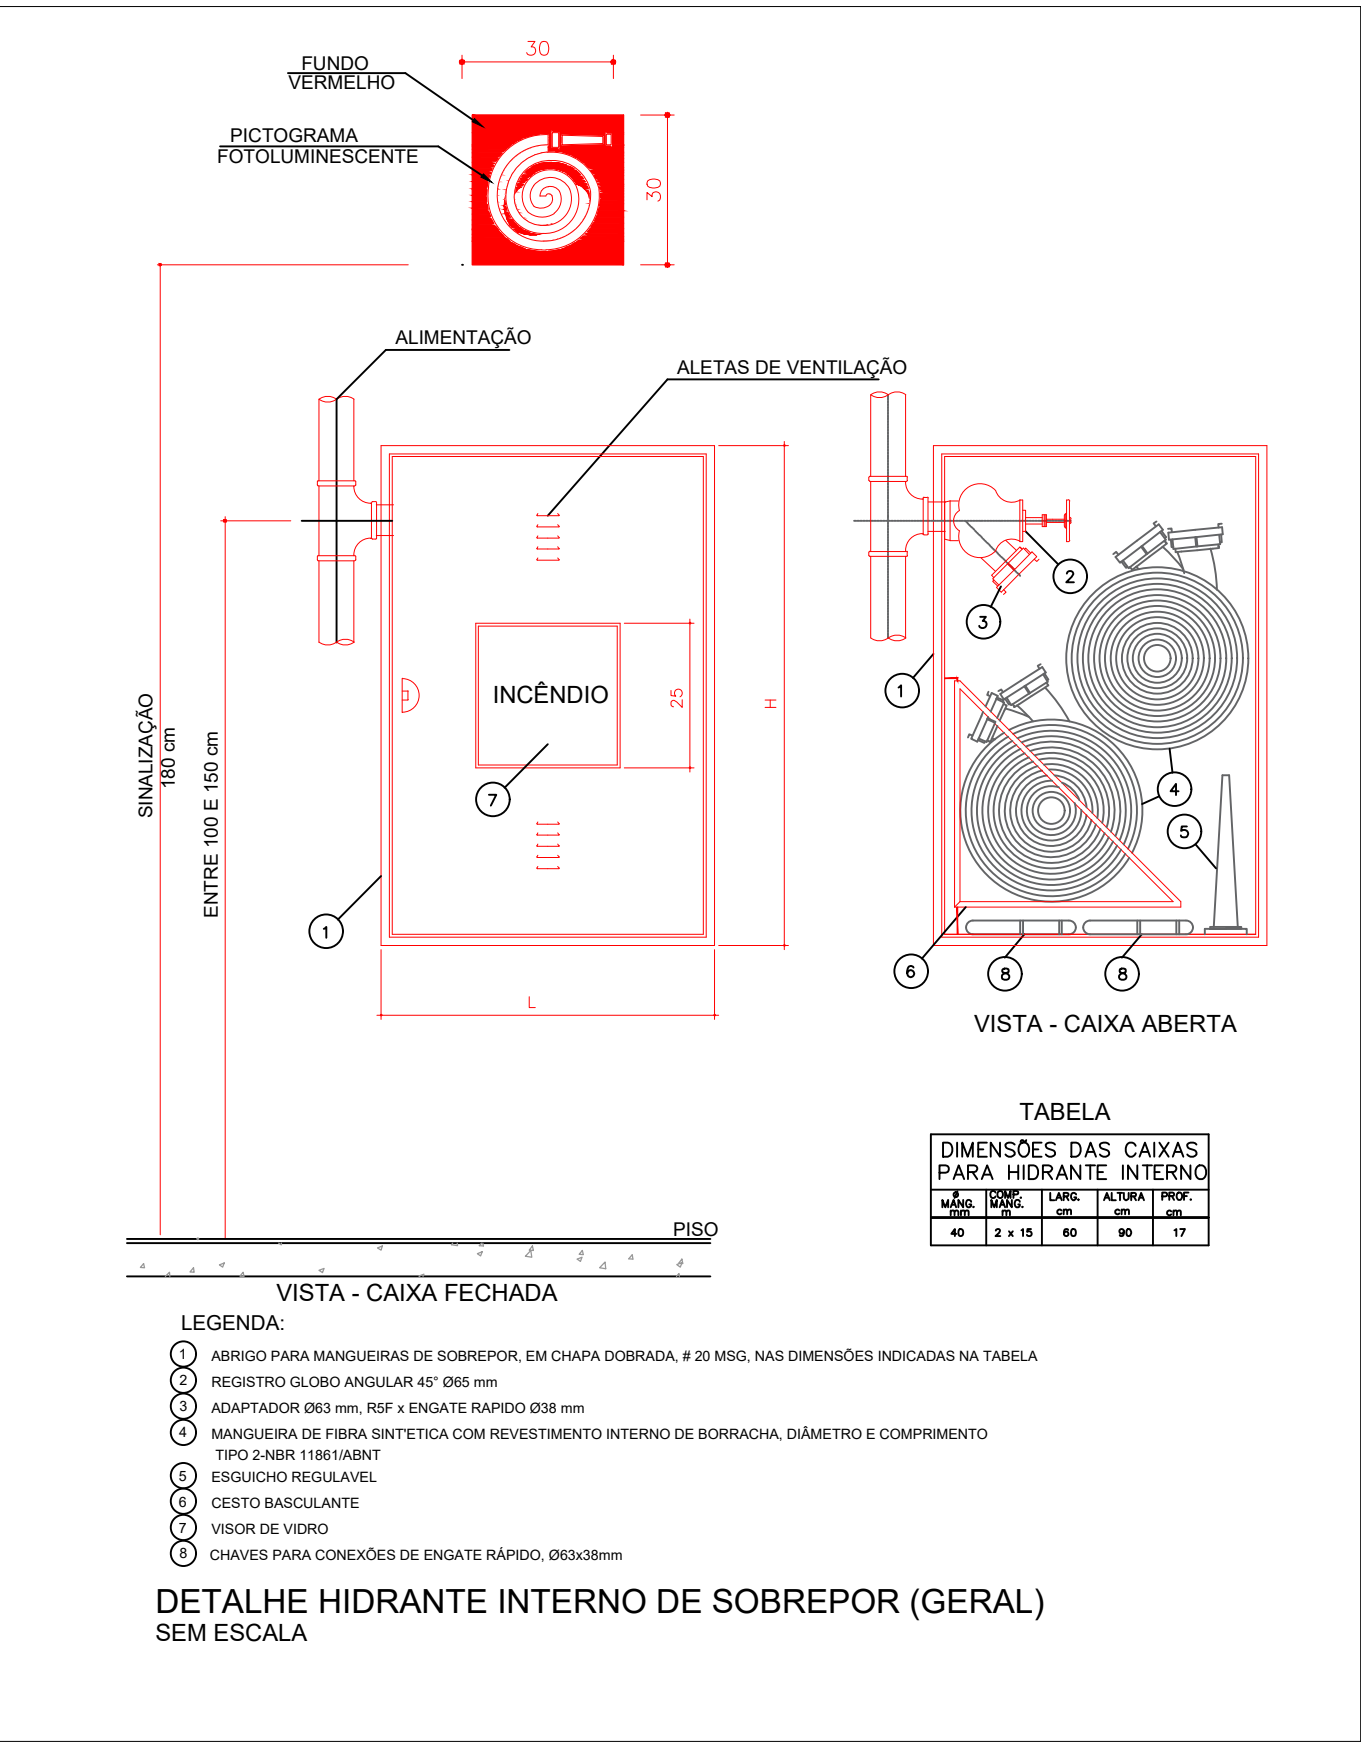 30
FUNDO
VERMELHO
PICTOGRAMA
FOTOLUMINESCENTE
30
ALIMENTAÇÃO
ALETAS DE VENTILAÇÃO
2
3
1
INCÊNDIO
25
H
SINALIZAÇÃO
180 cm
ENTRE 100 E 150 cm
7
4
5
1
6
8
8
L
VISTA - CAIXA ABERTA
TABELA
DIMENSÕES DAS CAIXAS
PARA HIDRANTE INTERNO
ø MANG. mm COMP. MANG. m LARG. cm ALTURA cm PROF. cm
40 2 x 15 60 90 17
PISO
VISTA - CAIXA FECHADA
LEGENDA:
1 ABRIGO PARA MANGUEIRAS DE SOBREPOR, EM CHAPA DOBRADA, # 20 MSG, NAS DIMENSÕES INDICADAS NA TABELA
2 REGISTRO GLOBO ANGULAR 45° Ø65 mm
3 ADAPTADOR Ø63 mm, R5F x ENGATE RAPIDO Ø38 mm
4 MANGUEIRA DE FIBRA SINT'ETICA COM REVESTIMENTO INTERNO DE BORRACHA, DIÂMETRO E COMPRIMENTO
TIPO 2-NBR 11861/ABNT
5 ESGUICHO REGULAVEL
6 CESTO BASCULANTE
7 VISOR DE VIDRO
8 CHAVES PARA CONEXÕES DE ENGATE RÁPIDO, Ø63x38mm
DETALHE HIDRANTE INTERNO DE SOBREPOR (GERAL)
SEM ESCALA